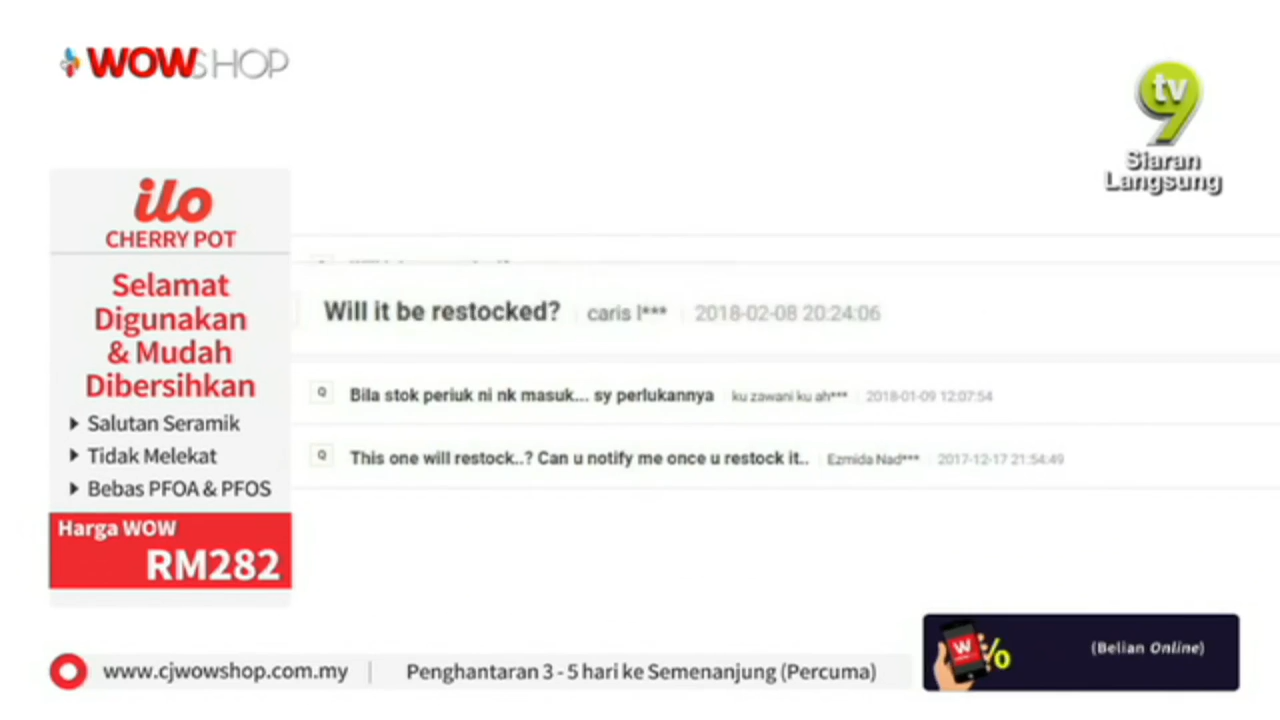 WOWSHOP
tv
9
Siaran
Langsung
ilo
CHERRY POT
Selamat
Digunakan
& Mudah
Dibersihkan
Salutan Seramik
Tidak Melekat
Bebas PFOA & PFOS
Harga WOW
RM282
Will it be restocked? caris l*** 2018-02-08 20:24:06
Q Bila stok periuk ni nk masuk... sy perlukannya ku zawani ku ah*** 2018-01-09 12:07:54
Q This one will restock..? Can u notify me once u restock it.. Ezmida Nad*** 2017-12-17 21:54:49
www.cjwowshop.com.my | Penghantaran 3 - 5 hari ke Semenanjung (Percuma)
W
%
(Belian Online)